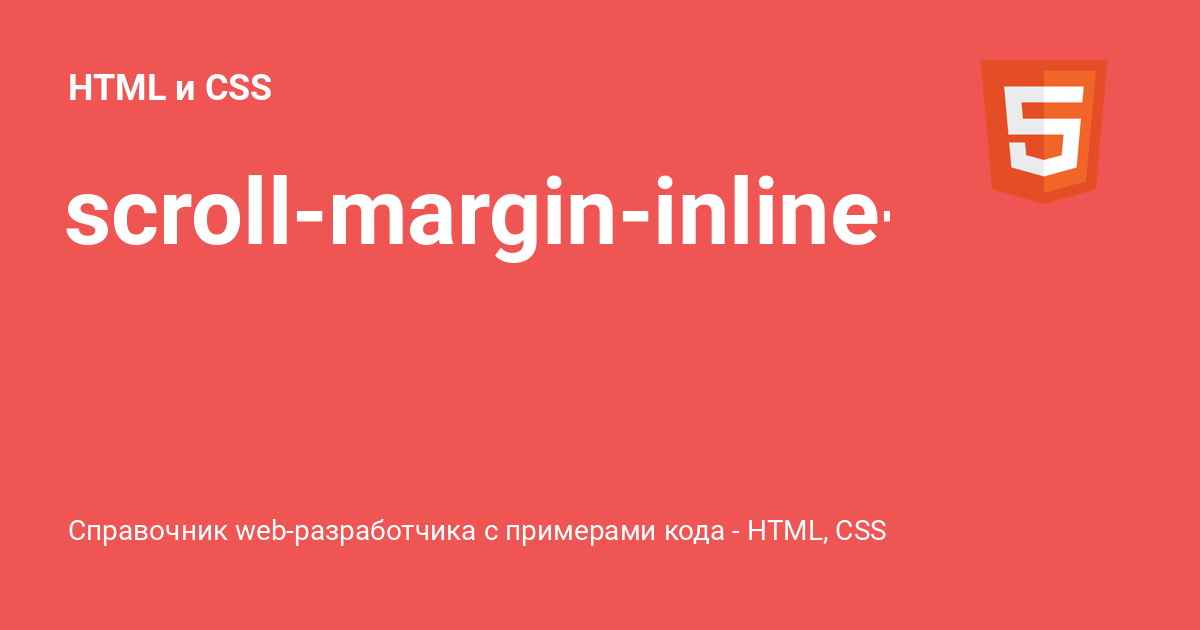 HTML и CSS
scroll-margin-inline-
Справочник web-разработчика с примерами кода - HTML, CSS